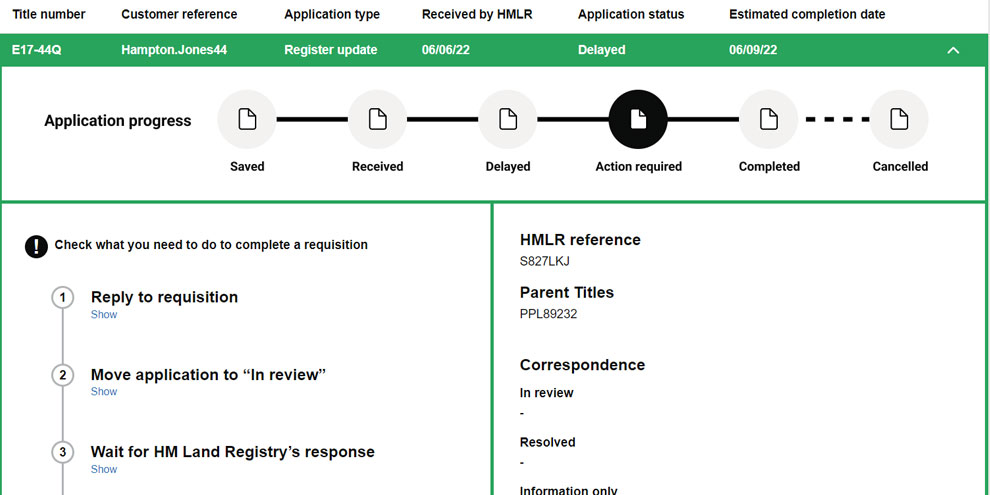 Title number Customer reference Application type Received by HMLR Application status Estimated completion date
E17-44Q Hampton.Jones44 Register update 06/06/22 Delayed 06/09/22
Application progress
Saved Received Delayed Action required Completed Cancelled
! Check what you need to do to complete a requisition
1 Reply to requisition
Show
2 Move application to “In review”
Show
3 Wait for HM Land Registry’s response
Show
HMLR reference
S827LKJ
Parent Titles
PPL89232
Correspondence
In review
-
Resolved
-
Information only